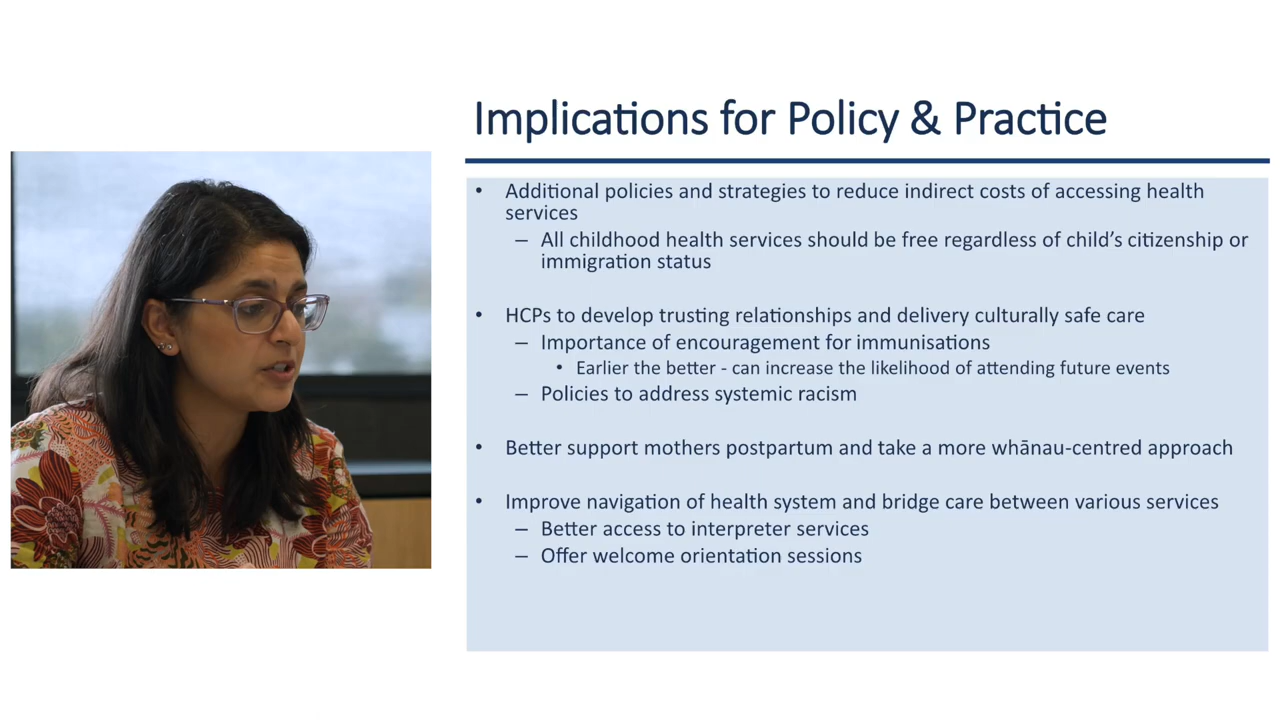 Implications for Policy & Practice
• Additional policies and strategies to reduce indirect costs of accessing health
services
– All childhood health services should be free regardless of child's citizenship or
immigration status
• HCPs to develop trusting relationships and delivery culturally safe care
– Importance of encouragement for immunisations
• Earlier the better - can increase the likelihood of attending future events
– Policies to address systemic racism
• Better support mothers postpartum and take a more whānau-centred approach
• Improve navigation of health system and bridge care between various services
– Better access to interpreter services
– Offer welcome orientation sessions